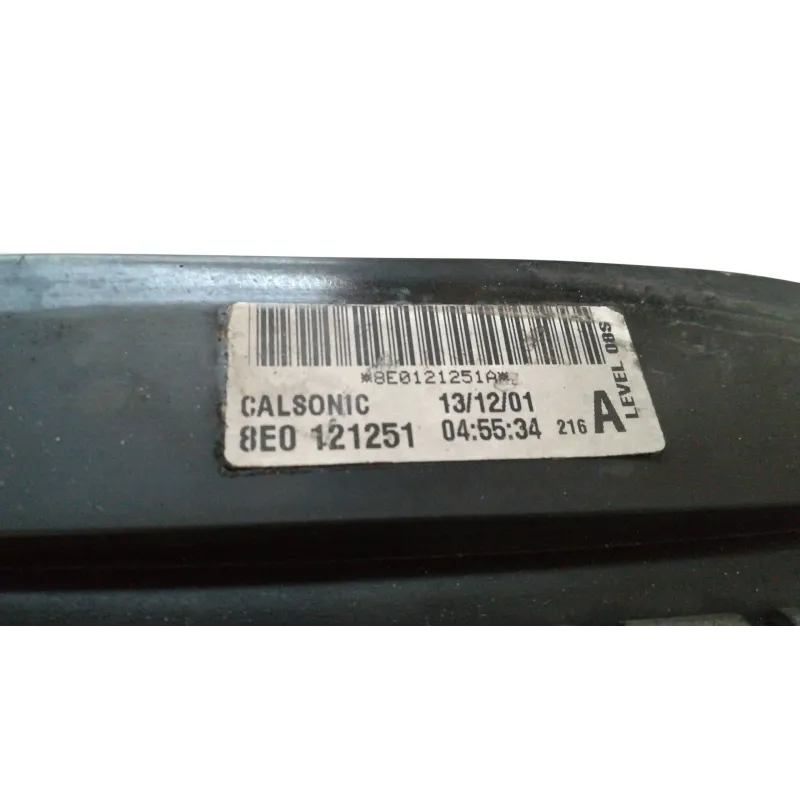 *8E0121251A*
CALSONIC 13/12/01
8E0 121251 04:55:34 216 A
LEVEL 08S